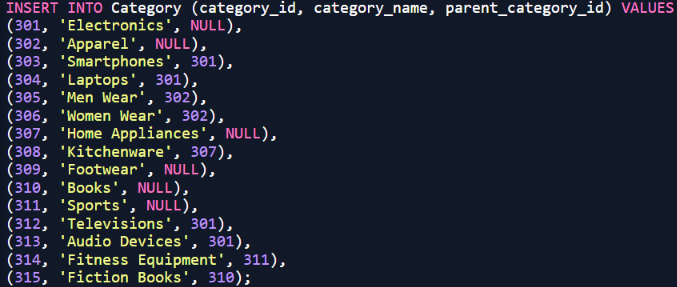 INSERT INTO Category (category_id, category_name, parent_category_id) VALUES
(301, 'Electronics', NULL),
(302, 'Apparel', NULL),
(303, 'Smartphones', 301),
(304, 'Laptops', 301),
(305, 'Men Wear', 302),
(306, 'Women Wear', 302),
(307, 'Home Appliances', NULL),
(308, 'Kitchenware', 307),
(309, 'Footwear', NULL),
(310, 'Books', NULL),
(311, 'Sports', NULL),
(312, 'Televisions', 301),
(313, 'Audio Devices', 301),
(314, 'Fitness Equipment', 311),
(315, 'Fiction Books', 310);